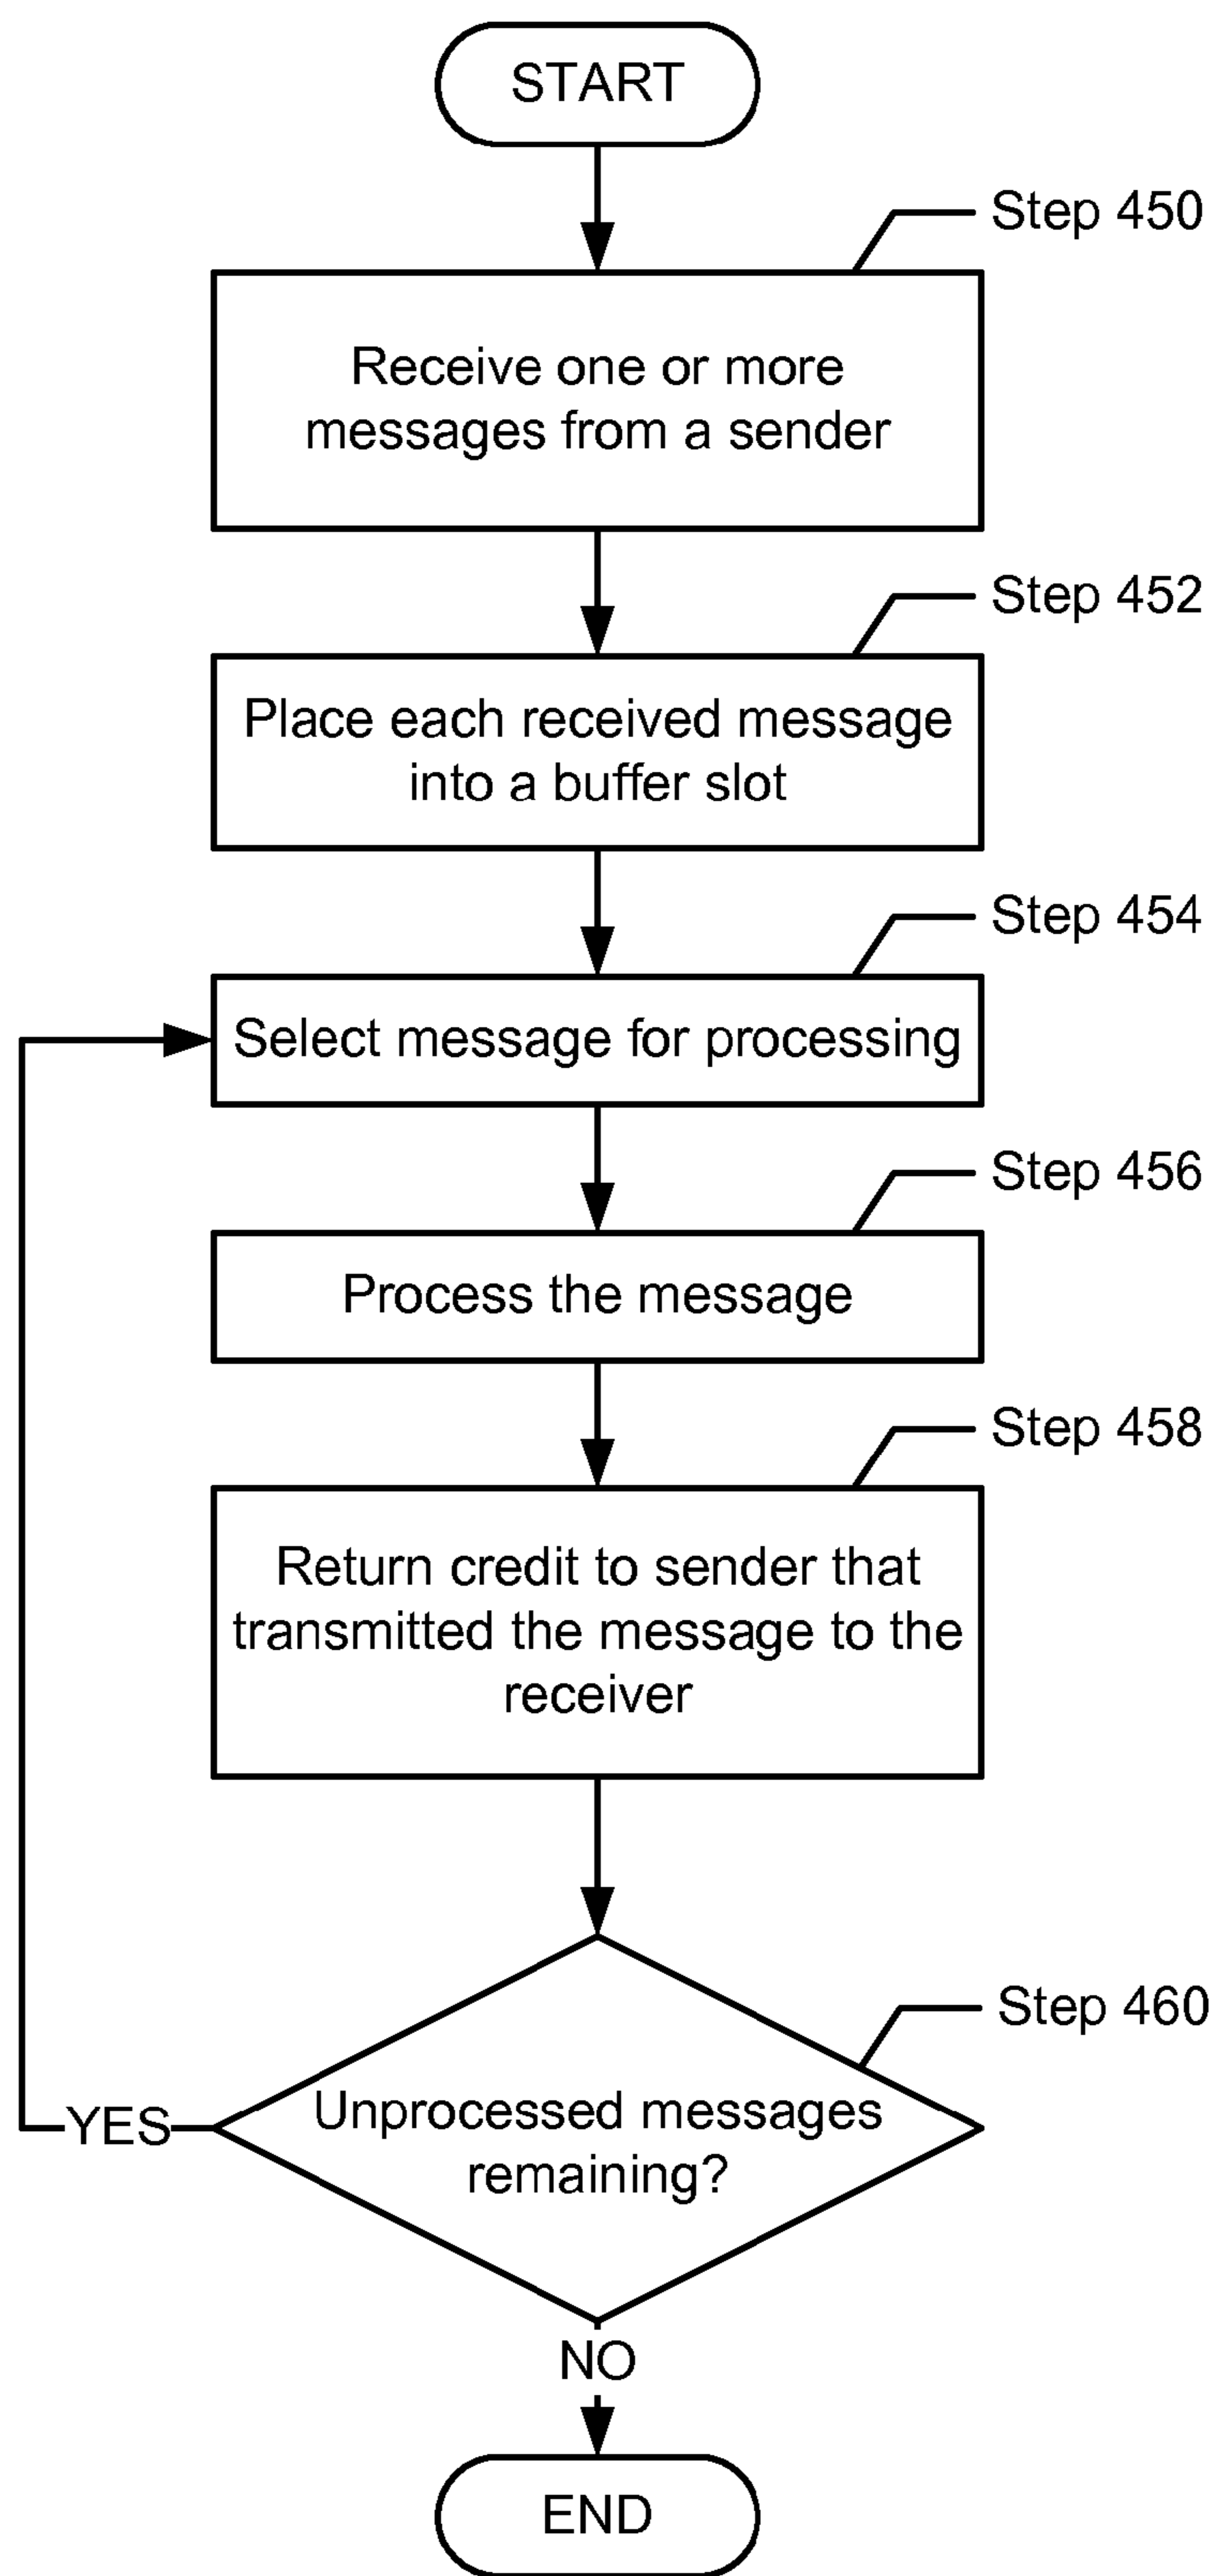 START
Step 450
Receive one or more
messages from a sender
Step 452
Place each received message
into a buffer slot
Step 454
Select message for processing
Step 456
Process the message
Step 458
Return credit to sender that
transmitted the message to the
receiver
Step 460
Unprocessed messages
remaining?
YES
NO
END